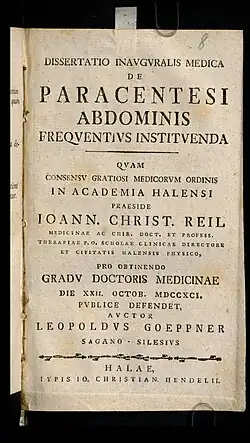 8
DISSERTATIO INAVGVRALIS MEDICA
DE
PARACENTESI
ABDOMINIS
FREQVENTIVS INSTITVENDA
QVAM
CONSENSV GRATIOSI MEDICORVM ORDINIS
IN ACADEMIA HALENSI
PRAESIDE
IOANN. CHRIST. REIL
MEDICINAE AC CHIR. DOCT. ET PROFESS.
THERAPIAE P. O. SCHOLAE CLINICAE DIRECTORE
ET CIVITATIS HALENSIS PHYSICO,
PRO OBTINENDO
GRADV DOCTORIS MEDICINAE
DIE XXII. OCTOB. MDCCXCI.
PVBLICE DEFENDET,
AVCTOR
LEOPOLDVS GOEPPNER
SAGANO-SILESIVS
HALAE,
TYPIS IO. CHRISTIAN. HENDELII.